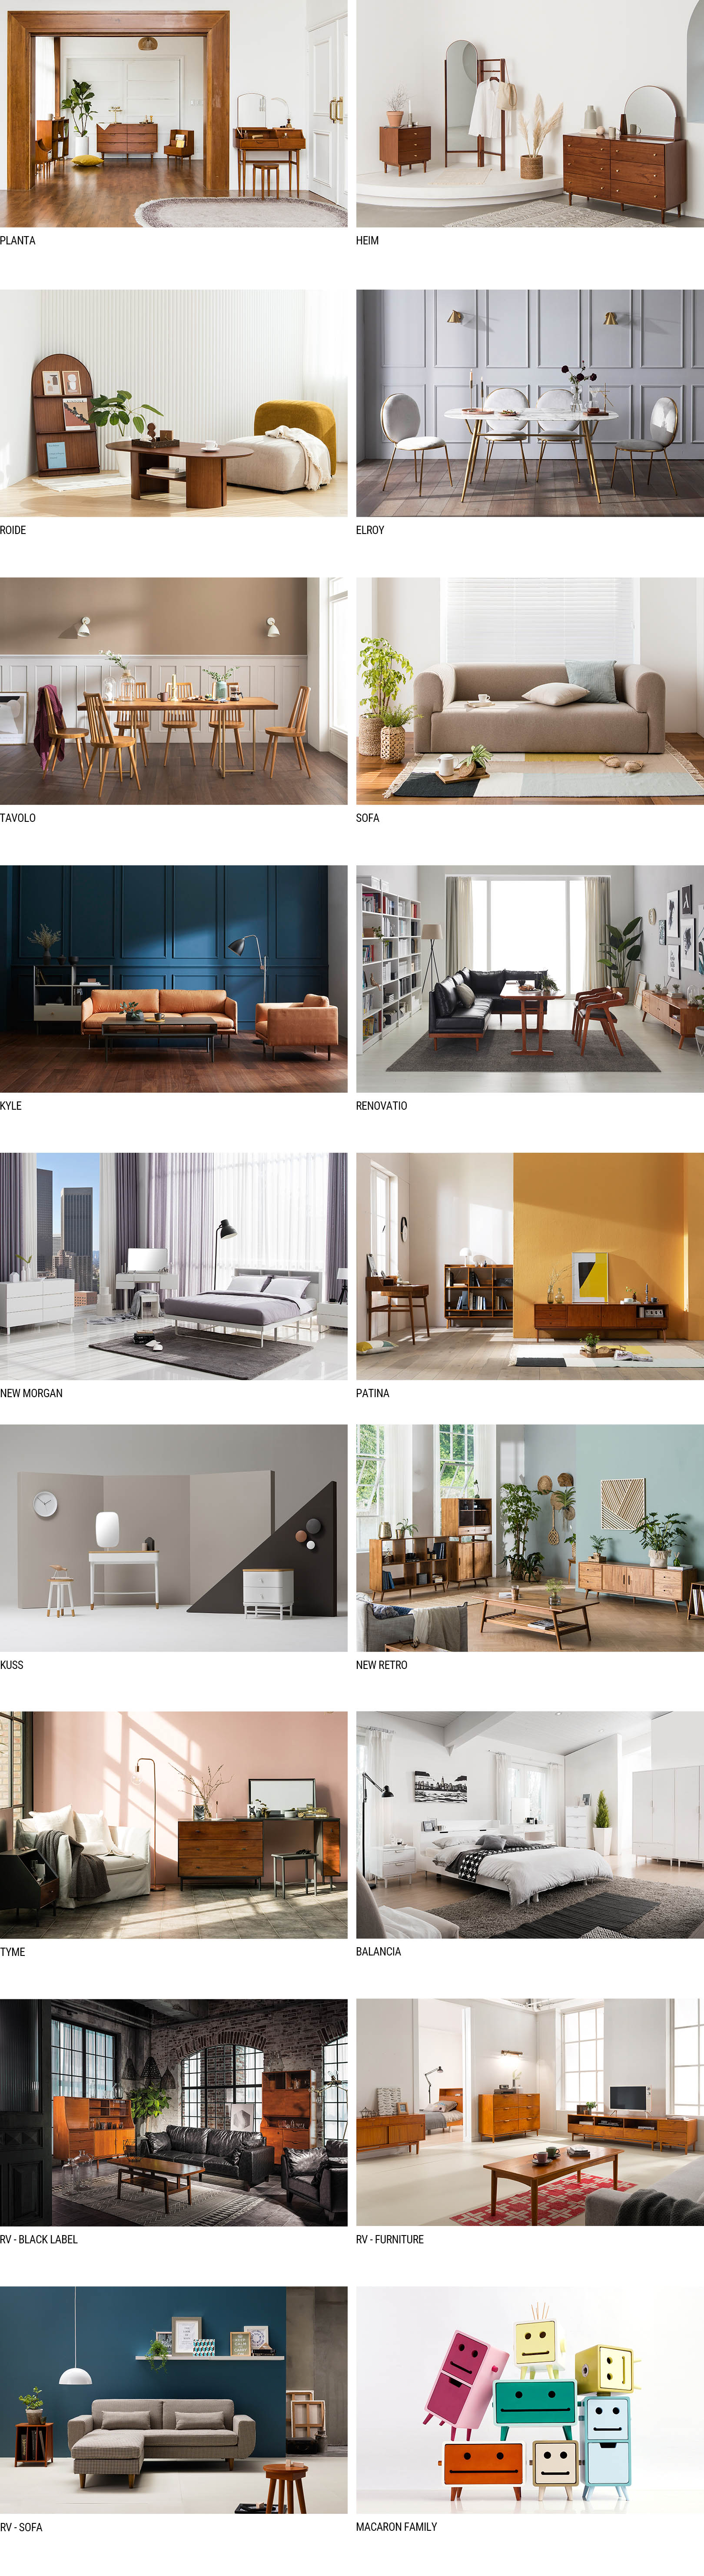 PLANTA
HEIM
ROIDE
ELROY
TAVOLO
SOFA
KYLE
RENOVATIO
NEW MORGAN
PATINA
KUSS
NEW RETRO
TYME
BALANCIA
RV - BLACK LABEL
RV - FURNITURE
RV - SOFA
MACARON FAMILY